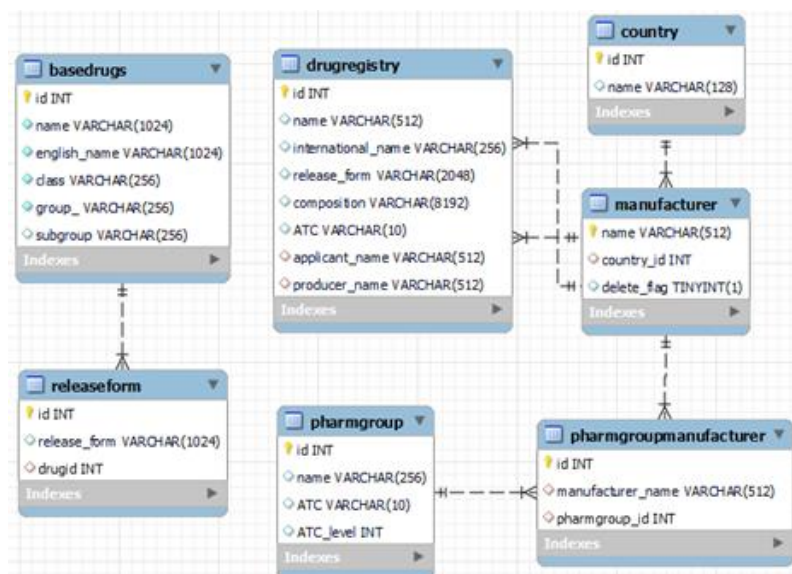 basedrugs
id INT
name VARCHAR(1024)
english_name VARCHAR(1024)
class VARCHAR(256)
group_ VARCHAR(256)
subgroup VARCHAR(256)
Indexes
releaseform
id INT
release_form VARCHAR(1024)
drugid INT
Indexes
drugregistry
id INT
name VARCHAR(512)
international_name VARCHAR(256)
release_form VARCHAR(2048)
composition VARCHAR(8192)
ATC VARCHAR(10)
applicant_name VARCHAR(512)
producer_name VARCHAR(512)
Indexes
country
id INT
name VARCHAR(128)
Indexes
manufacturer
name VARCHAR(512)
country_id INT
delete_flag TINYINT(1)
Indexes
pharmgroup
id INT
name VARCHAR(256)
ATC VARCHAR(10)
ATC_level INT
Indexes
pharmgroupmanufacturer
id INT
manufacturer_name VARCHAR(512)
pharmgroup_id INT
Indexes